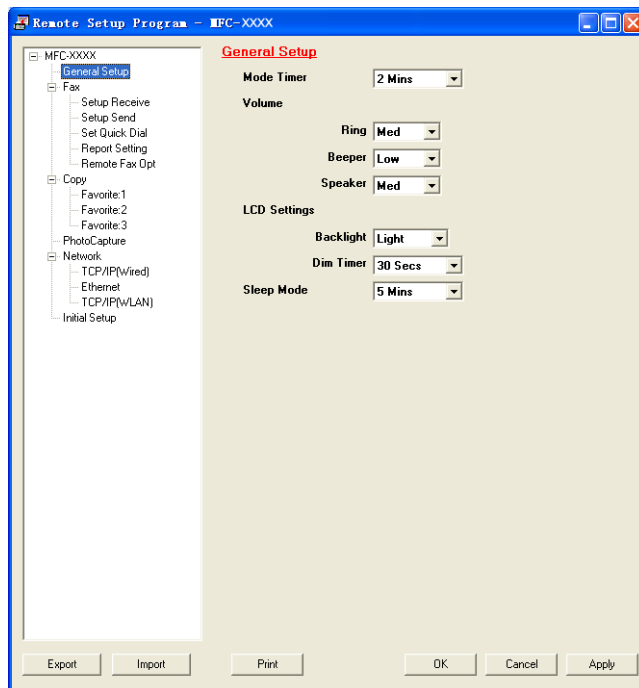 Remote Setup Program - MFC-XXXX
MFC-XXXX
General Setup
Fax
Setup Receive
Setup Send
Set Quick Dial
Report Setting
Remote Fax Opt
Copy
Favorite:1
Favorite:2
Favorite:3
PhotoCapture
Network
TCP/IP(Wired)
Ethernet
TCP/IP(WLAN)
Initial Setup
General Setup
Mode Timer 2 Mins
Volume
Ring Med
Beeper Low
Speaker Med
LCD Settings
Backlight Light
Dim Timer 30 Secs
Sleep Mode 5 Mins
Export Import Print OK Cancel Apply